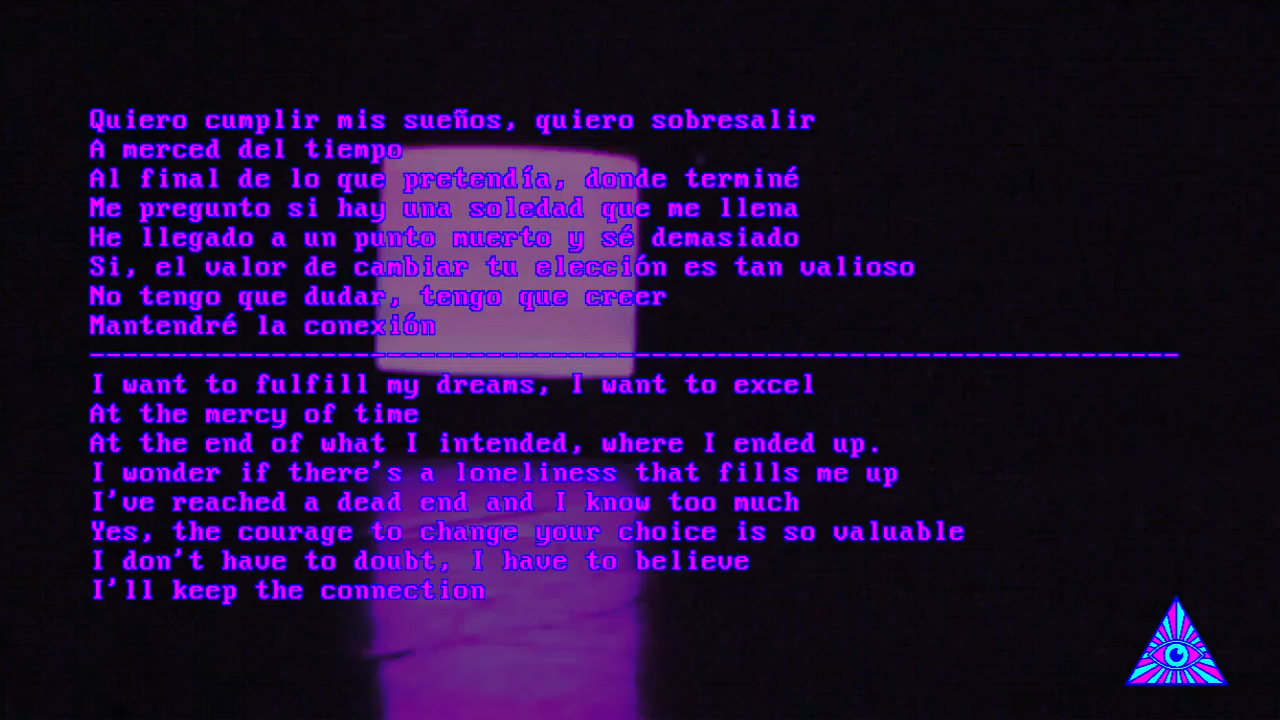 Quiero cumplir mis sueños, quiero sobresalir
A merced del tiempo
Al final de lo que pretendía, donde terminé
Me pregunto si hay una soledad que me llena
He llegado a un punto muerto y sé demasiado
Si, el valor de cambiar tu elección es tan valioso
No tengo que dudar, tengo que creer
Mantendré la conexión
------------------------------------------------------------------
I want to fulfill my dreams, I want to excel
At the mercy of time
At the end of what I intended, where I ended up.
I wonder if there's a loneliness that fills me up
I've reached a dead end and I know too much
Yes, the courage to change your choice is so valuable
I don't have to doubt, I have to believe
I'll keep the connection